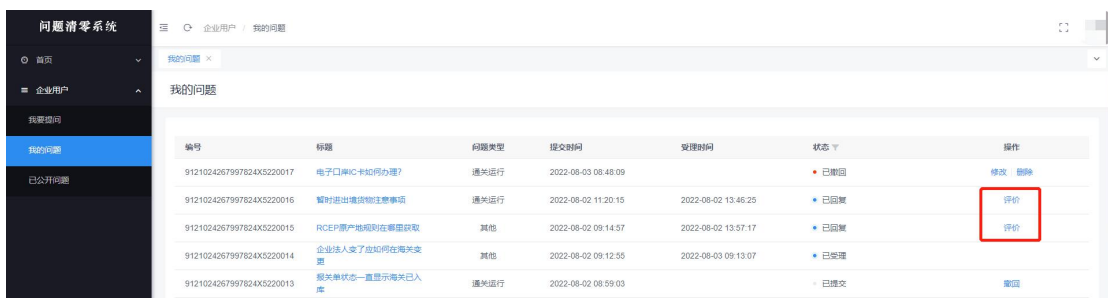 问题清零系统
企业用户 / 我的问题
首页
我的问题 ×
企业用户
我的问题
我要提问
我的问题
已公开问题
编号 标题 问题类型 提交时间 受理时间 状态 操作
9121024267997824X5220017 电子口岸IC卡如何办理? 通关运行 2022-08-03 08:48:09 已撤回 修改 删除
9121024267997824X5220016 暂时进出境货物注意事项 通关运行 2022-08-02 11:20:15 2022-08-02 13:46:25 已回复 评价
9121024267997824X5220015 RCEP原产地规则在哪里获取 其他 2022-08-02 09:14:57 2022-08-02 13:57:17 已回复 评价
9121024267997824X5220014 企业法人变了应如何在海关变 其他 2022-08-02 09:12:55 2022-08-03 09:13:07 已受理
更
9121024267997824X5220013 报关单状态一直显示海关已入 通关运行 2022-08-02 08:59:03 已提交 撤回
库